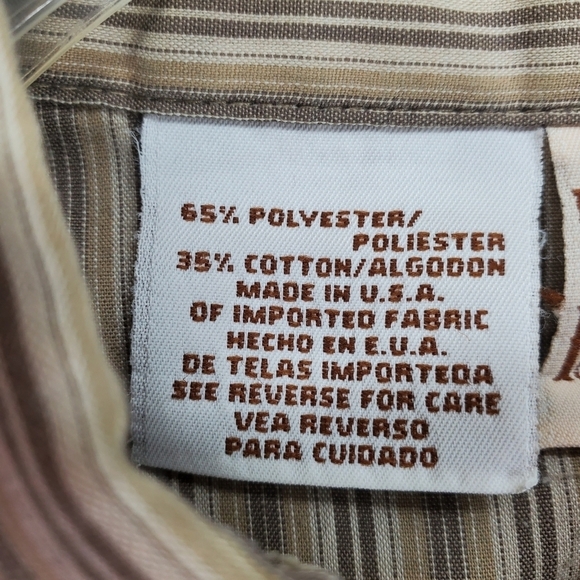 65% POLYESTER/
POLIESTER
35% COTTON/ALGODON
MADE IN U.S.A.
OF IMPORTED FABRIC
HECHO EN E.U.A.
DE TELAS IMPORTEDA
SEE REVERSE FOR CARE
VEA REVERSO
PARA CUIDADO